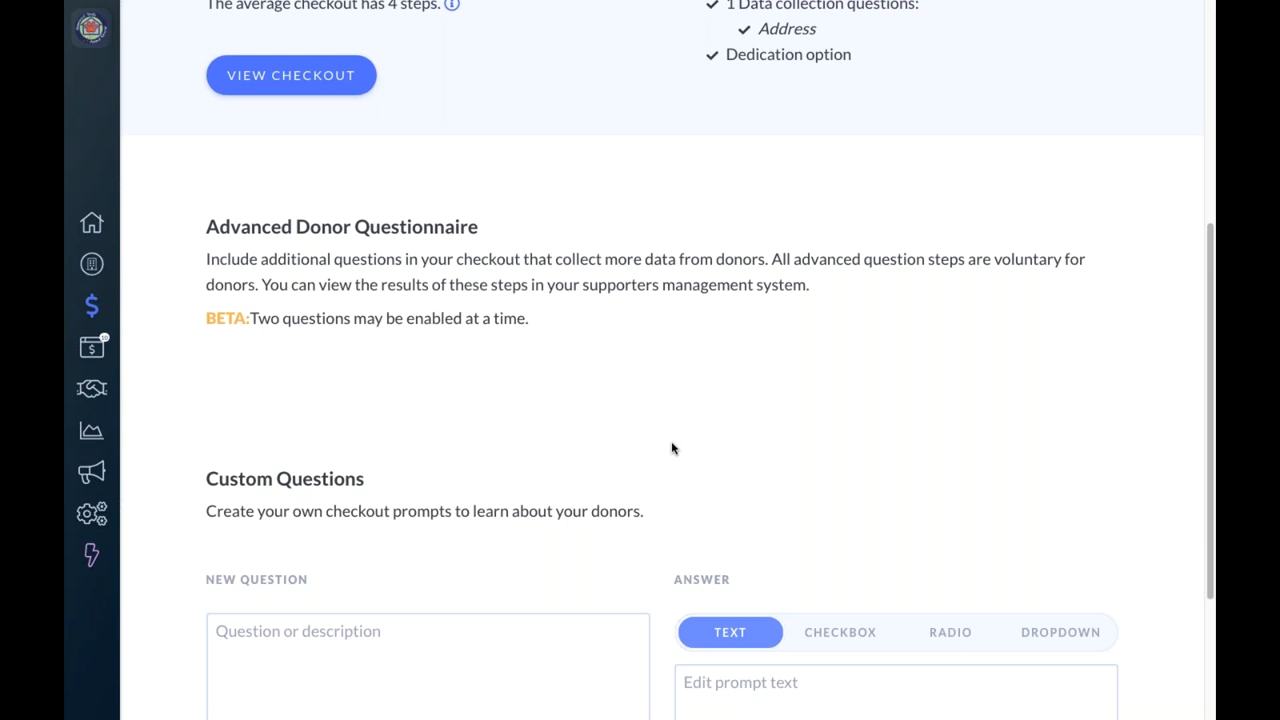 The average checkout has 4 steps.
1 Data collection questions:
Address
Dedication option
VIEW CHECKOUT
Advanced Donor Questionnaire
Include additional questions in your checkout that collect more data from donors. All advanced question steps are voluntary for
donors. You can view the results of these steps in your supporters management system.
BETA:Two questions may be enabled at a time.
Custom Questions
Create your own checkout prompts to learn about your donors.
NEW QUESTION
ANSWER
Question or description
TEXT CHECKBOX RADIO DROPDOWN
Edit prompt text